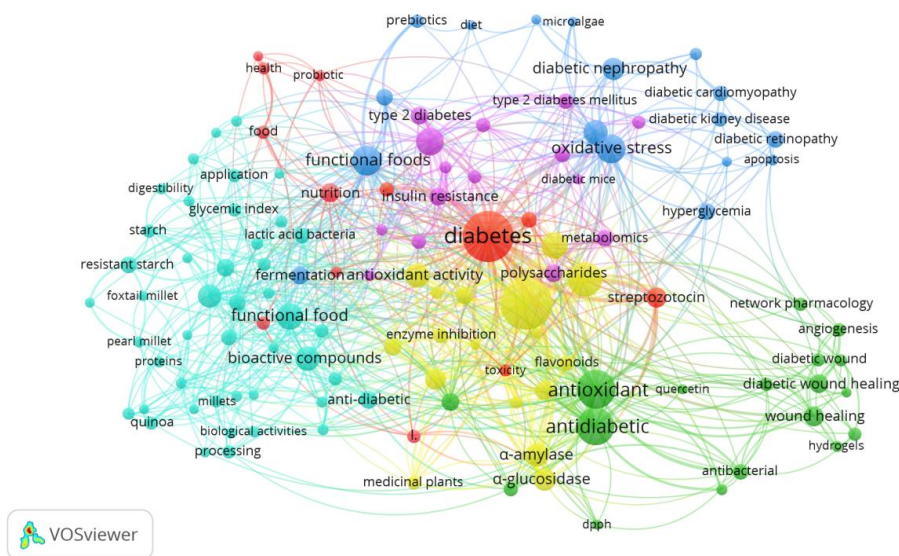 prebiotics
diet
microalgae
health
probiotic
diabetic nephropathy
diabetic cardiomyopathy
type 2 diabetes mellitus
type 2 diabetes
diabetic kidney disease
food
diabetic retinopathy
oxidative stress
functional foods
apoptosis
application
diabetic mice
digestibility
nutrition
insulin resistance
glycemic index
hyperglycemia
starch
lactic acid bacteria
diabetes
metabolomics
resistant starch
fermentation
antioxidant activity
polysaccharides
foxtail millet
streptozotocin
network pharmacology
functional food
angiogenesis
pearl millet
enzyme inhibition
proteins
bioactive compounds
flavonoids
diabetic wound
toxicity
antioxidant
quercetin
diabetic wound healing
millets
anti-diabetic
quinoa
wound healing
biological activities
antidiabetic
l.
processing
hydrogels
α-amylase
antibacterial
medicinal plants
α-glucosidase
dpph
VOSviewer